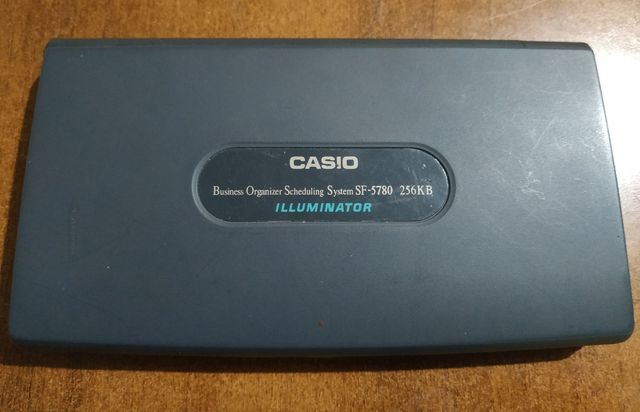 CASIO
Business Organizer Scheduling System SF-5780 256KB
ILLUMINATOR